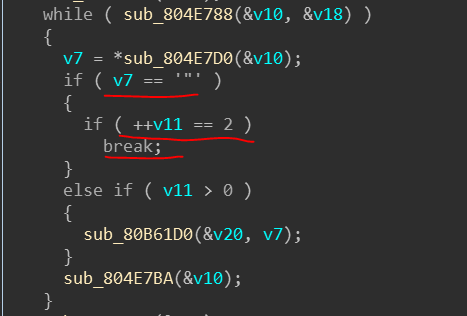 while ( sub_804E788(&v10, &v18) )
{
v7 = *sub_804E7D0(&v10);
if ( v7 == '"' )
{
if ( ++v11 == 2 )
break;
}
else if ( v11 > 0 )
{
sub_80B61D0(&v20, v7);
}
sub_804E7BA(&v10);
}